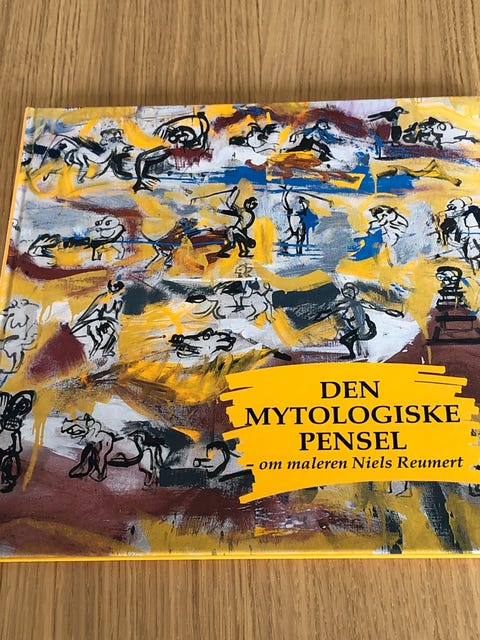 DEN
MYTOLOGISKE
PENSEL
– om maleren Niels Reumert